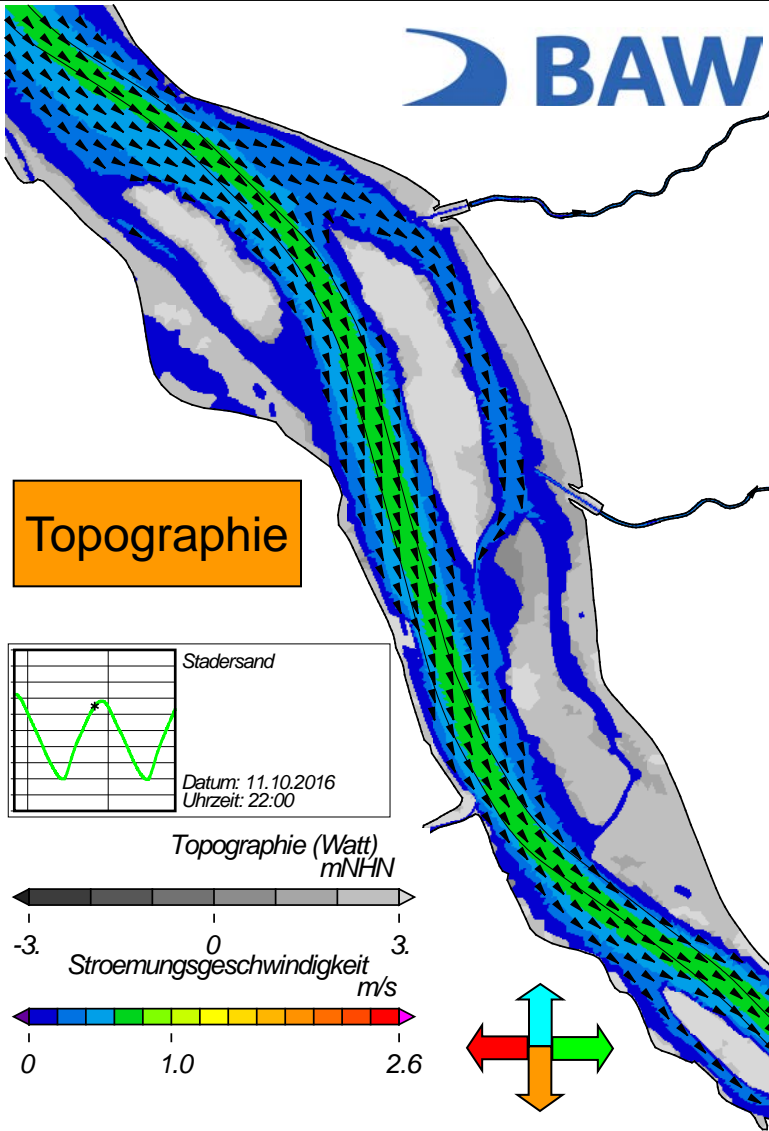 BAW
Topographie
Stadersand
Datum: 11.10.2016
Uhrzeit: 22:00
Topographie (Watt)
mNHN
-3. 0 3.
Stroemungsgeschwindigkeit
m/s
0 1.0 2.6